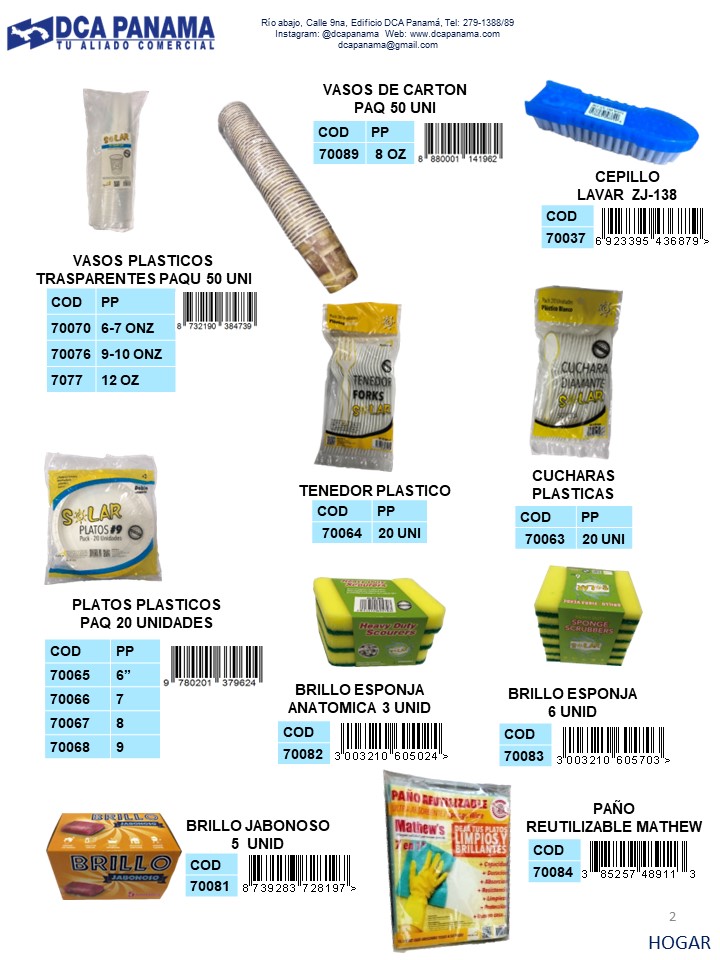 DCA PANAMA
TU ALIADO COMERCIAL
Río abajo, Calle 9na, Edificio DCA Panamá, Tel: 279-1388/89
Instagram: @dcapanama Web: www.dcapanama.com
dcapanama@gmail.com
VASOS DE CARTON
PAQ 50 UNI
COD PP
70089 8 OZ
8 880001 141962
CEPILLO
LAVAR ZJ-138
COD
70037
6 923395 436879 >
SOLAR
VASOS PLASTICOS
TRASPARENTES PAQU 50 UNI
COD PP
70070 6-7 ONZ
70076 9-10 ONZ
7077 12 OZ
8 732190 384739
TENEDOR
FORKS
SOLAR
TENEDOR PLASTICO
COD PP
70064 20 UNI
Plástico Blanco
CUCHARA
DIAMANTE
SOLAR
CUCHARAS
PLASTICAS
COD PP
70063 20 UNI
SOLAR
PLATOS #9
Pack - 20 Unidades
PLATOS PLASTICOS
PAQ 20 UNIDADES
COD PP
70065 6”
70066 7
70067 8
70068 9
9 780201 379624
Heavy Duty
Scourers
BRILLO ESPONJA
ANATOMICA 3 UNID
COD
70082
3 003210 605024 >
SPONGE
SCRUBBERS
BRILLO ESPONJA
6 UNID
COD
70083
3 003210 605703 >
BRILLO
JABONOSO
BRILLO
JABONOSO
BRILLO JABONOSO
5 UNID
COD
70081
8 739283 728197 >
PAÑO REUTILIZABLE
Mathew's
DEJA TUS PLATOS
LIMPIOS Y
BRILLANTES
PAÑO
REUTILIZABLE MATHEW
COD
70084
3 85257 48911 3
2
HOGAR